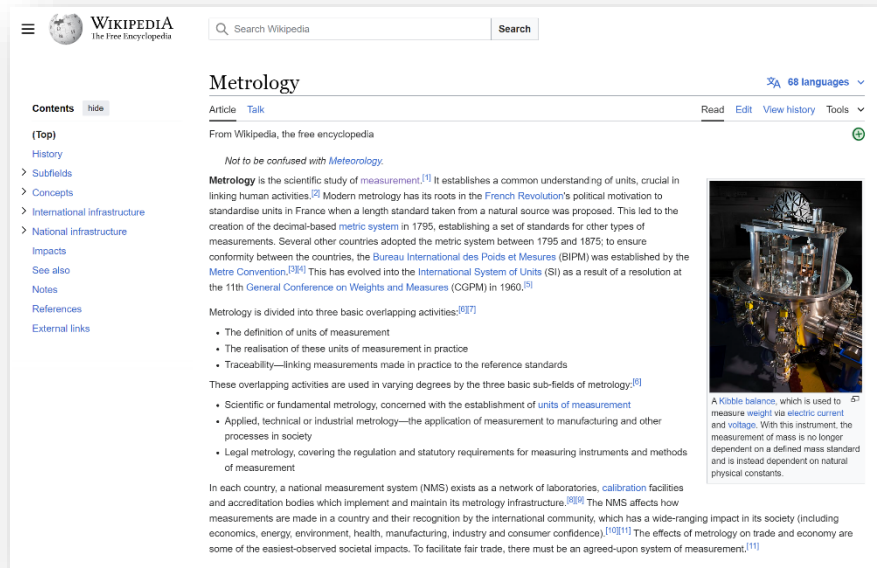 WIKIPEDIA
The Free Encyclopedia
Search Wikipedia
Search
Contents hide
(Top)
History
Subfields
Concepts
International infrastructure
National infrastructure
Impacts
See also
Notes
References
External links
Metrology
68 languages
Article Talk
Read Edit View history Tools
From Wikipedia, the free encyclopedia
Not to be confused with Meteorology.
Metrology is the scientific study of measurement.[1] It establishes a common understanding of units, crucial in
linking human activities.[2] Modern metrology has its roots in the French Revolution's political motivation to
standardise units in France when a length standard taken from a natural source was proposed. This led to the
creation of the decimal-based metric system in 1795, establishing a set of standards for other types of
measurements. Several other countries adopted the metric system between 1795 and 1875; to ensure
conformity between the countries, the Bureau International des Poids et Mesures (BIPM) was established by the
Metre Convention.[3][4] This has evolved into the International System of Units (SI) as a result of a resolution at
the 11th General Conference on Weights and Measures (CGPM) in 1960.[5]
Metrology is divided into three basic overlapping activities:[6][7]
• The definition of units of measurement
• The realisation of these units of measurement in practice
• Traceability—linking measurements made in practice to the reference standards
These overlapping activities are used in varying degrees by the three basic sub-fields of metrology:[6]
• Scientific or fundamental metrology, concerned with the establishment of units of measurement
• Applied, technical or industrial metrology—the application of measurement to manufacturing and other
processes in society
• Legal metrology, covering the regulation and statutory requirements for measuring instruments and methods
of measurement
In each country, a national measurement system (NMS) exists as a network of laboratories, calibration facilities
and accreditation bodies which implement and maintain its metrology infrastructure.[8][9] The NMS affects how
measurements are made in a country and their recognition by the international community, which has a wide-ranging impact in its society (including
economics, energy, environment, health, manufacturing, industry and consumer confidence).[10][11] The effects of metrology on trade and economy are
some of the easiest-observed societal impacts. To facilitate fair trade, there must be an agreed-upon system of measurement.[11]
A Kibble balance, which is used to
measure weight via electric current
and voltage. With this instrument, the
measurement of mass is no longer
dependent on a defined mass standard
and is instead dependent on natural
physical constants.